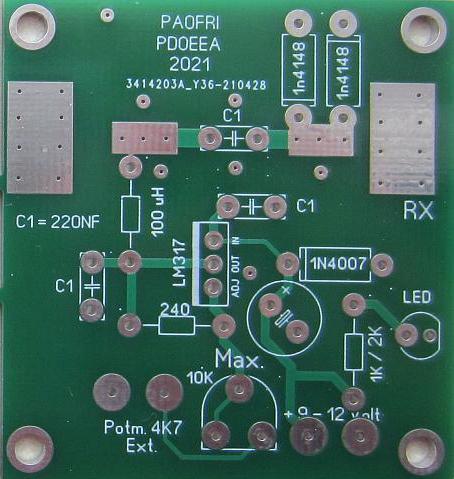 PA0FRI
PD0EEA
2021
3414203A_Y36-210428
1n4148
1n4148
C1
100 uH
C1
RX
C1=220NF
LM317
ADJ OUT IN
1N4007
C1
+
LED
240
1K / 2K
Max.
10K
+ 9 - 12 volt
Potm. 4K7
Ext.